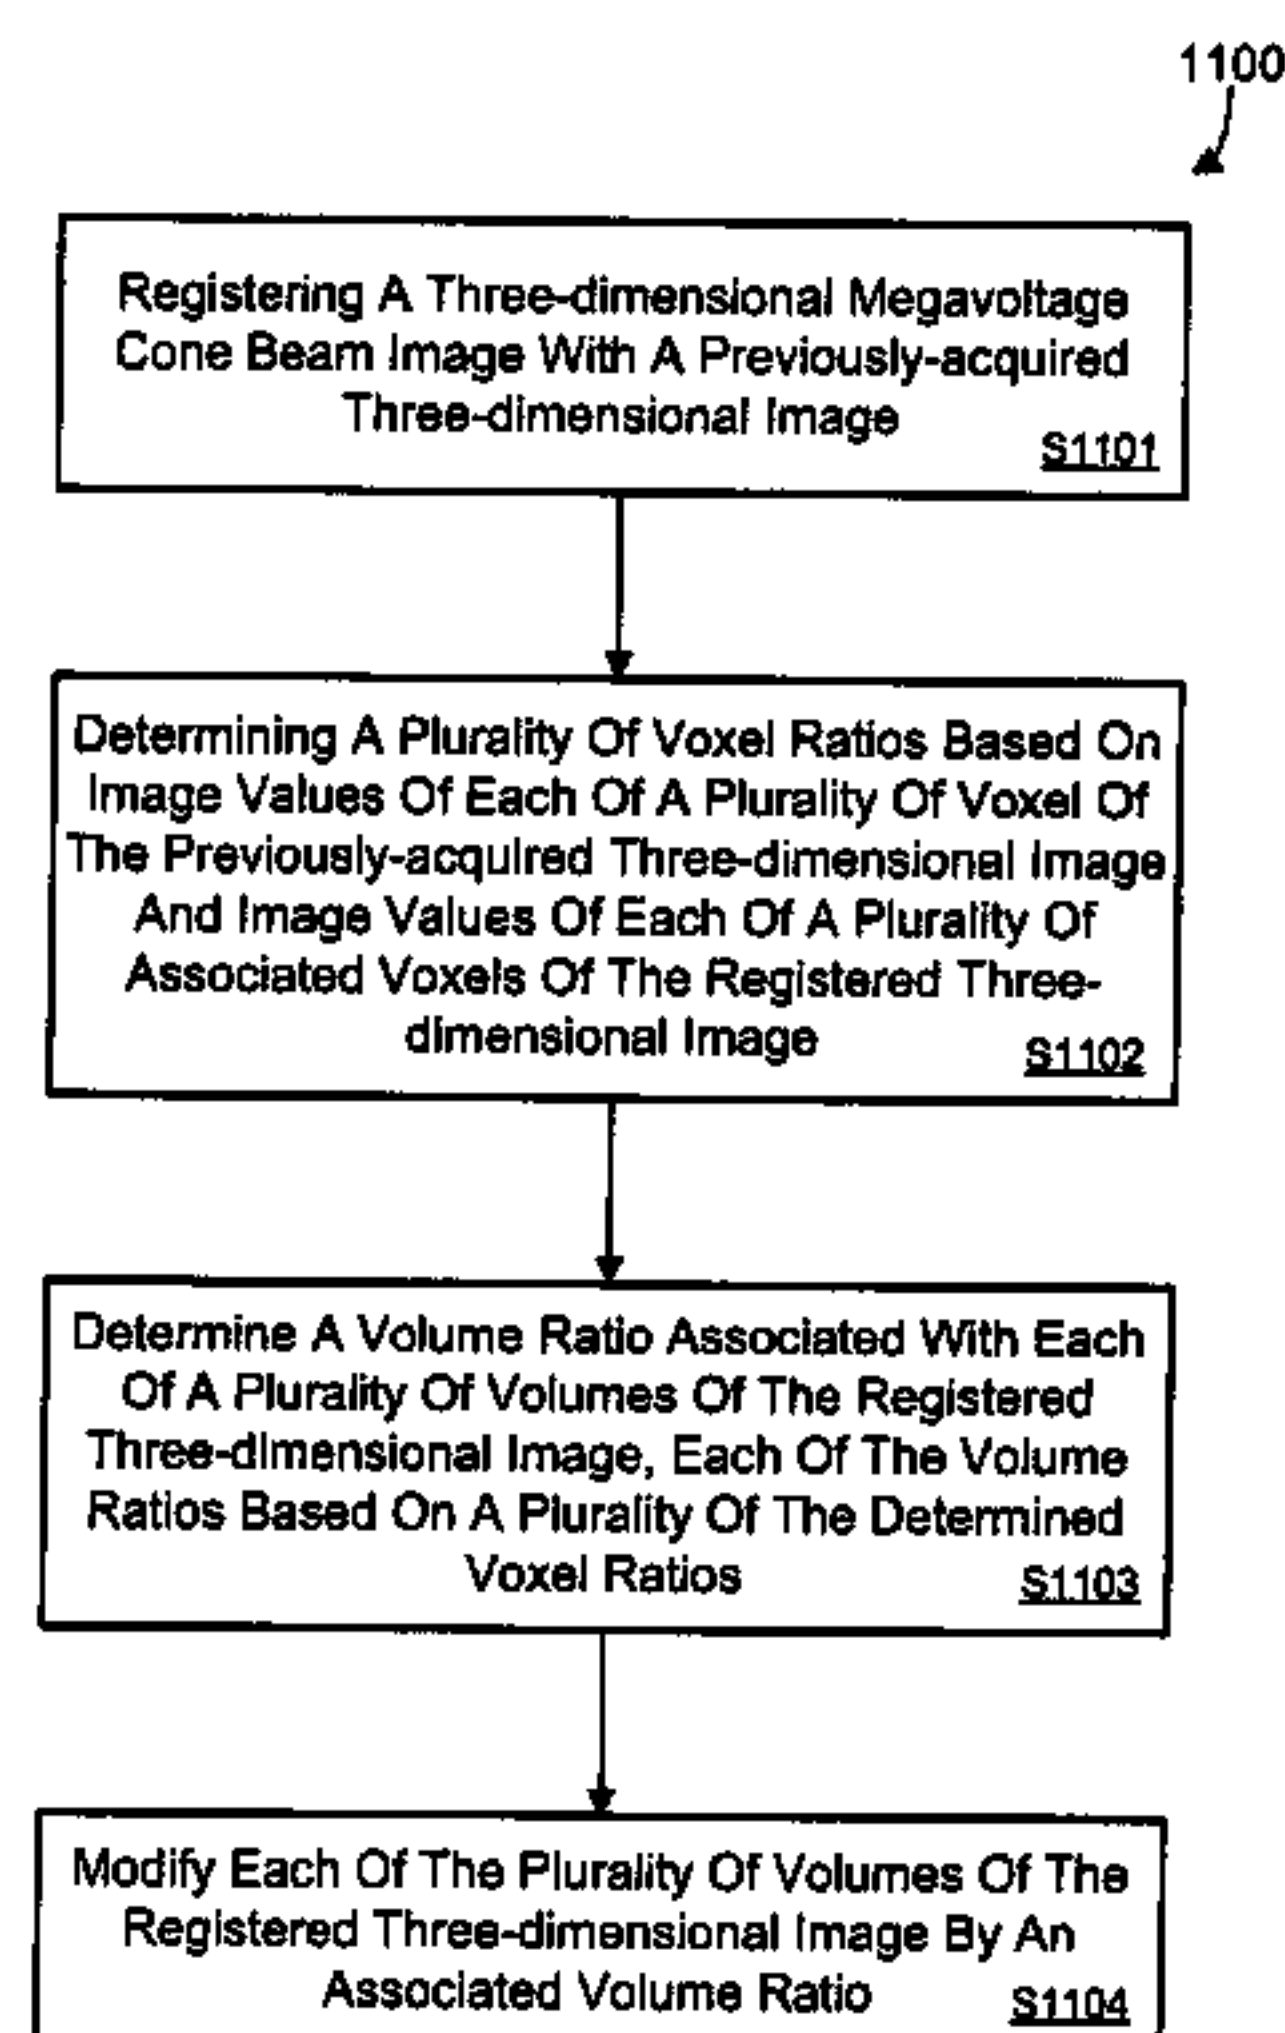 1100
Registering A Three-dimensional Megavoltage
Cone Beam Image With A Previously-acquired
Three-dimensional Image
S1101
Determining A Plurality Of Voxel Ratios Based On
Image Values Of Each Of A Plurality Of Voxel Of
The Previously-acquired Three-dimensional Image
And Image Values Of Each Of A Plurality Of
Associated Voxels Of The Registered Three-
dimensional Image
S1102
Determine A Volume Ratio Associated With Each
Of A Plurality Of Volumes Of The Registered
Three-dimensional Image, Each Of The Volume
Ratios Based On A Plurality Of The Determined
Voxel Ratios
S1103
Modify Each Of The Plurality Of Volumes Of The
Registered Three-dimensional Image By An
Associated Volume Ratio
S1104